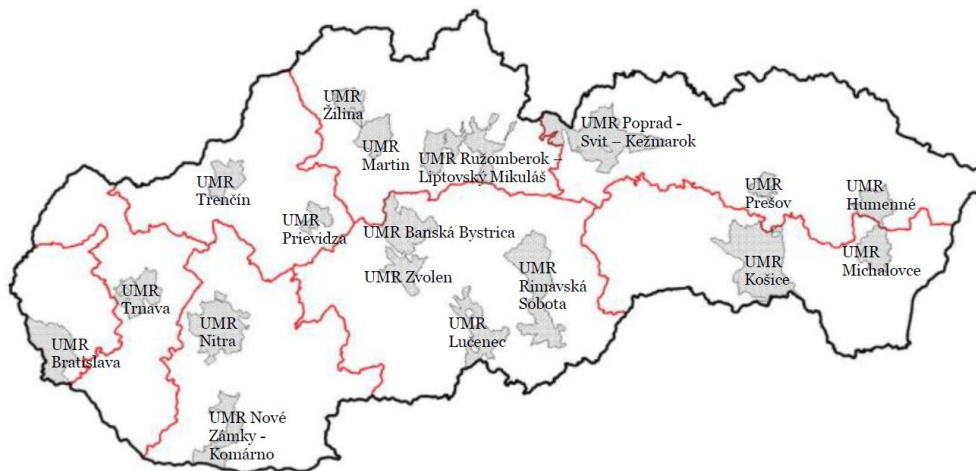 UMR
Žilina
UMR
Martin
UMR Ružomberok –
Liptovský Mikuláš
UMR Poprad -
Svit – Kežmarok
UMR
Trenčín
UMR
Prievidza
UMR
Prešov
UMR
Humenné
UMR Banská Bystrica
UMR Zvolen
UMR
Rimavská
Sobota
UMR
Košice
UMR
Michalovce
UMR
Trnava
UMR
Nitra
UMR
Lučenec
UMR
Bratislava
UMR Nové
Zámky -
Komárno